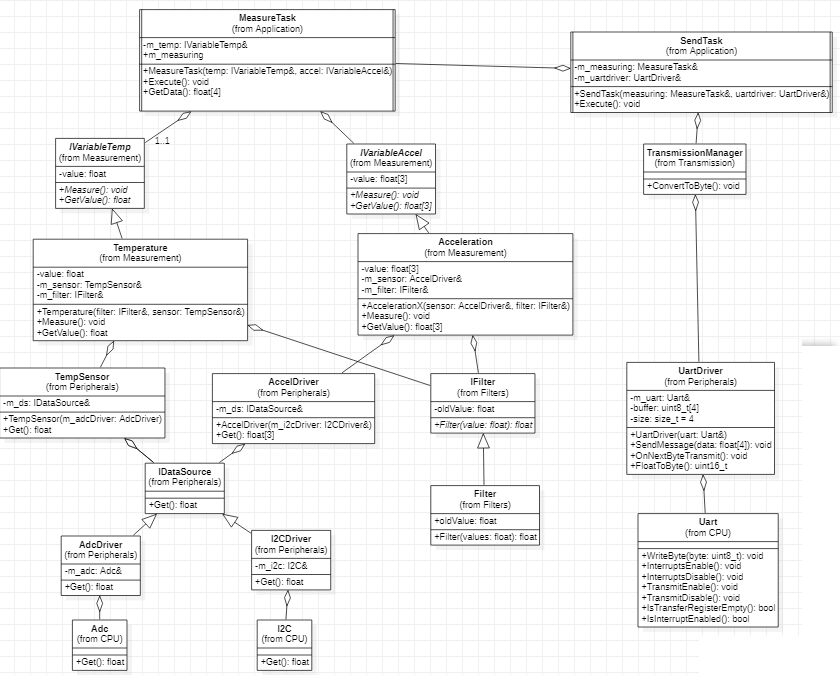 MeasureTask
(from Application)
-m_temp: IVariableTemp&
+m_measuring
+MeasureTask(temp: IVariableTemp&, accel: IVariableAccel&)
+Execute(): void
+GetData(): float[4]
SendTask
(from Application)
-m_measuring: MeasureTask&
-m_uartdriver: UartDriver&
+SendTask(measuring: MeasureTask&, uartdriver: UartDriver&)
+Execute(): void
1..1
IVariableTemp
(from Measurement)
-value: float
+Measure(): void
+GetValue(): float
IVariableAccel
(from Measurement)
-value: float[3]
+Measure(): void
+GetValue(): float[3]
TransmissionManager
(from Transmission)
+ConvertToByte(): void
Temperature
(from Measurement)
-value: float
-m_sensor: TempSensor&
-m_filter: IFilter&
+Temperature(filter: IFilter&, sensor: TempSensor&)
+Measure(): void
+GetValue(): float
Acceleration
(from Measurement)
-value: float[3]
-m_sensor: AccelDriver&
-m_filter: IFilter&
+AccelerationX(sensor: AccelDriver&, filter: IFilter&)
+Measure(): void
+GetValue(): float[3]
TempSensor
(from Peripherals)
-m_ds: IDataSource&
+TempSensor(m_adcDriver: AdcDriver)
+Get(): float
AccelDriver
(from Peripherals)
-m_ds: IDataSource&
+AccelDriver(m_i2cDriver: I2CDriver&)
+Get(): float[3]
IFilter
(from Filters)
-oldValue: float
+Filter(value: float): float
UartDriver
(from Peripherals)
-m_uart: Uart&
-buffer: uint8_t[4]
-size: size_t = 4
+UartDriver(uart: Uart&)
+SendMessage(data: float[4]): void
+OnNextByteTransmit(): void
+FloatToByte(): uint16_t
IDataSource
(from Peripherals)
+Get(): float
Filter
(from Filters)
+oldValue: float
+Filter(values: float): float
Uart
(from CPU)
+WriteByte(byte: uint8_t): void
+InterruptsEnable(): void
+InterruptsDisable(): void
+TransmitEnable(): void
+TransmitDisable(): void
+IsTransferRegisterEmpty(): bool
+IsInterruptEnabled(): bool
AdcDriver
(from Peripherals)
-m_adc: Adc&
+Get(): float
I2CDriver
(from Peripherals)
-m_i2c: I2C&
+Get(): float
Adc
(from CPU)
+Get(): float
I2C
(from CPU)
+Get(): float